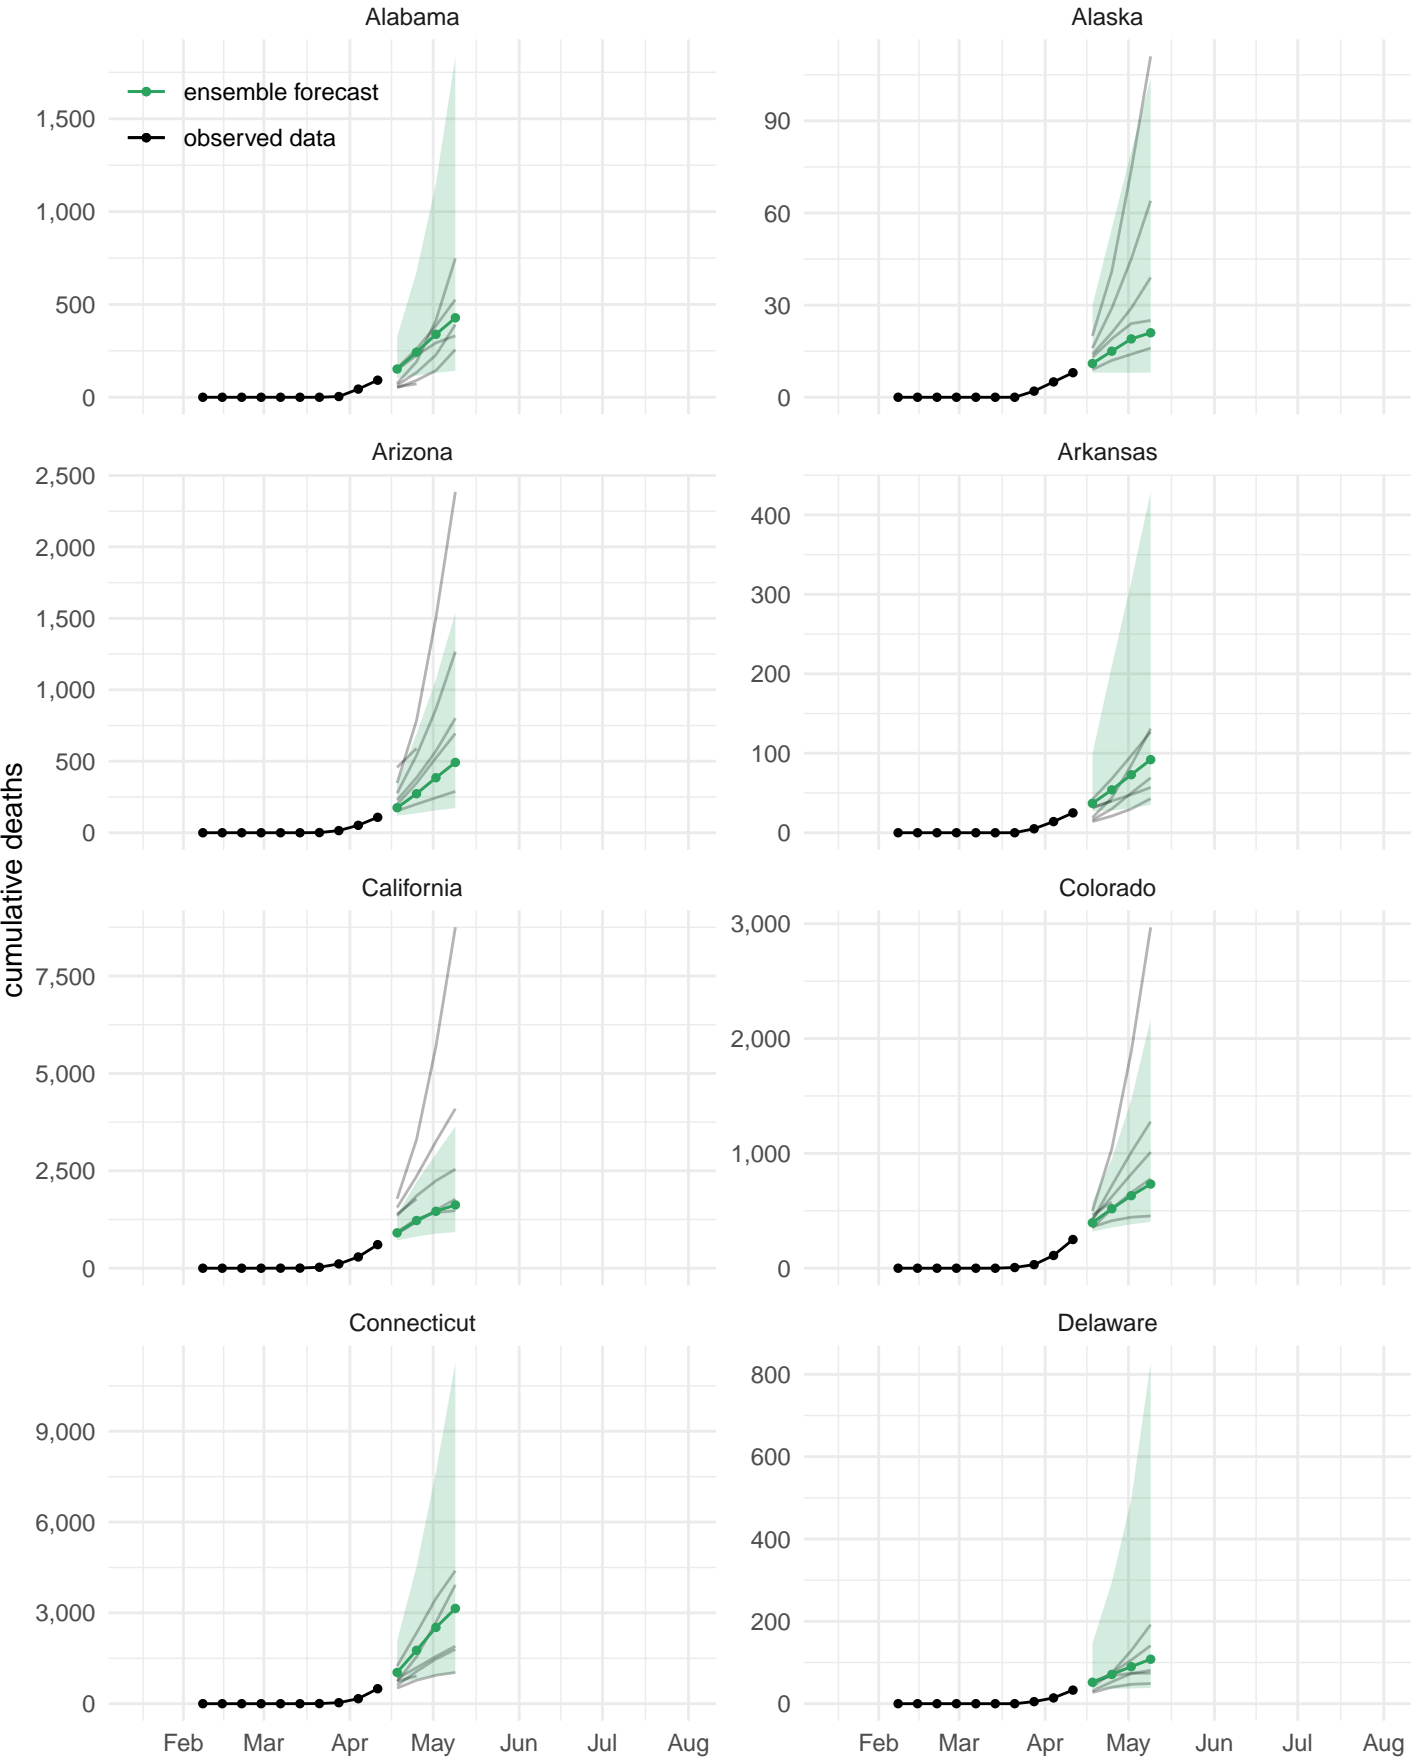 Alabama
Alaska
ensemble forecast
observed data
1,500
1,000
500
0
90
60
30
0
Arizona
Arkansas
2,500
2,000
1,500
1,000
500
0
400
300
200
100
0
cumulative deaths
California
Colorado
7,500
5,000
2,500
0
3,000
2,000
1,000
0
Connecticut
Delaware
9,000
6,000
3,000
0
800
600
400
200
0
Feb Mar Apr May Jun Jul Aug
Feb Mar Apr May Jun Jul Aug